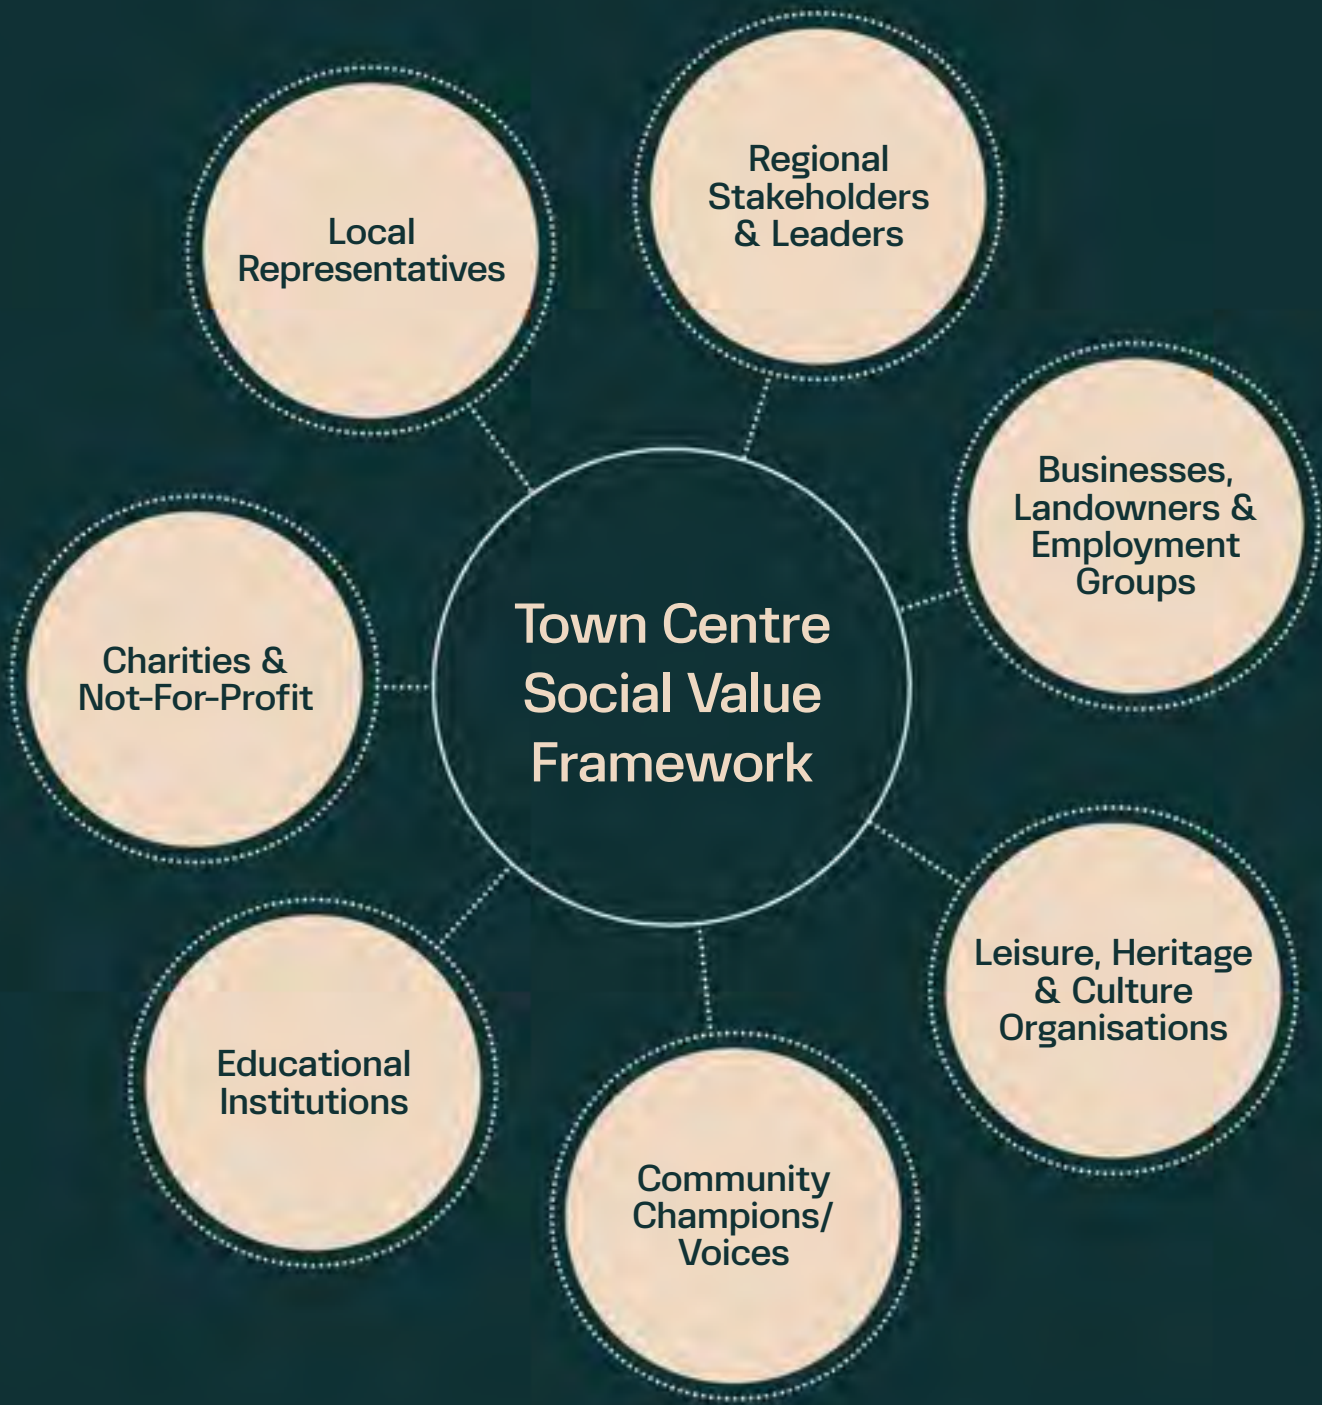 Regional
Stakeholders
& Leaders
Local
Representatives
Businesses,
Landowners &
Employment
Groups
Town Centre
Social Value
Framework
Charities &
Not-For-Profit
Leisure, Heritage
& Culture
Organisations
Educational
Institutions
Community
Champions/
Voices